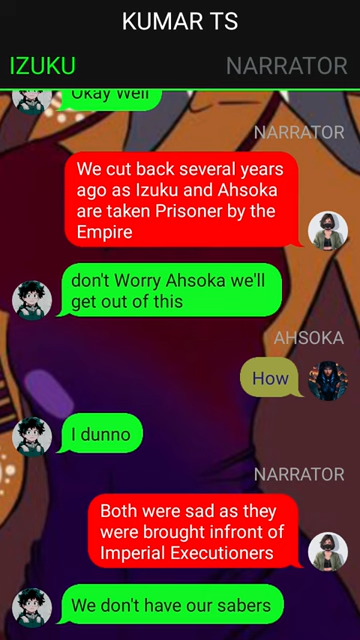 KUMAR TS
IZUKU
NARRATOR
Okay Well
NARRATOR
We cut back several years
ago as Izuku and Ahsoka
are taken Prisoner by the
Empire
don't Worry Ahsoka we'll
get out of this
AHSOKA
How
I dunno
NARRATOR
Both were sad as they
were brought infront of
Imperial Executioners
We don't have our sabers